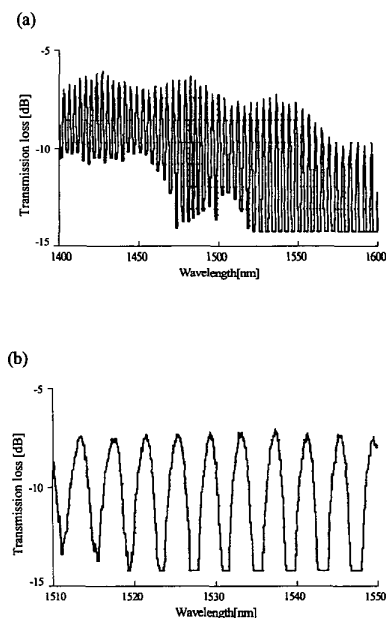 (a)
-5
-10
-15
Transmission loss [dB]
1400
1450
1500
1550
1600
Wavelength[nm]
(b)
-5
-10
-15
Transmission loss [dB]
1510
1520
1530
1540
1550
Wavelength[nm]